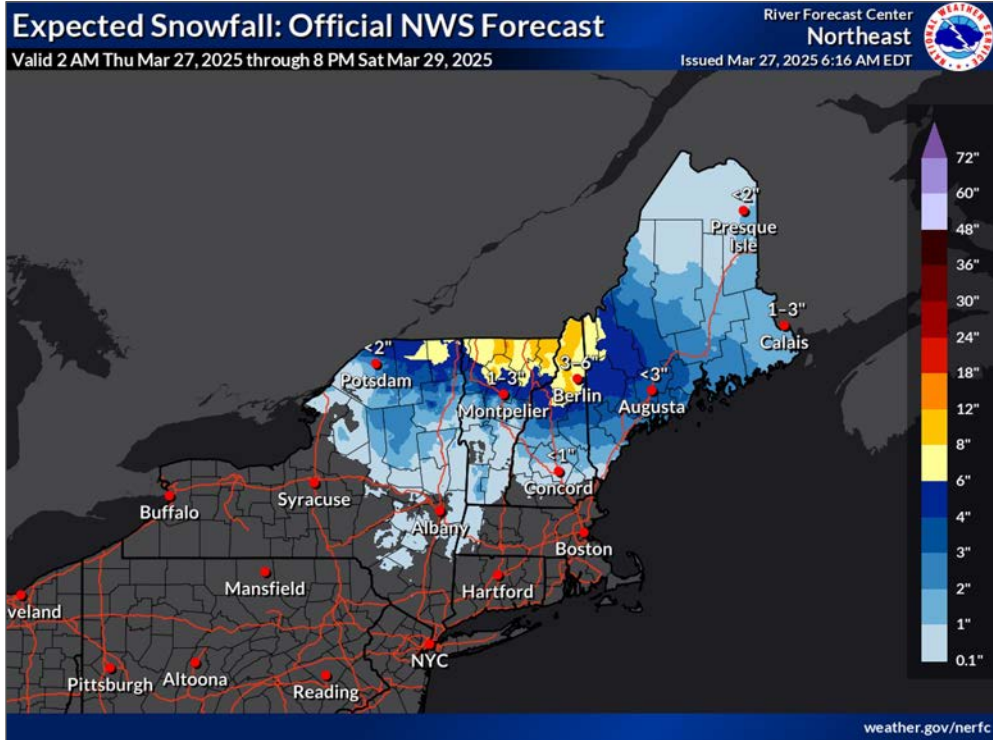 Expected Snowfall: Official NWS Forecast
Valid 2 AM Thu Mar 27, 2025 through 8 PM Sat Mar 29, 2025
River Forecast Center
Northeast
Issued Mar 27, 2025 6:16 AM EDT
NATIONAL WEATHER SERVICE
72"
60"
48"
36"
30"
24"
18"
12"
8"
6"
4"
3"
2"
1"
0.1"
<2"
Presque
Isle
1-3"
Calais
<2"
Potsdam
1-3"
Montpelier
3-6"
Berlin
<3"
Augusta
<1"
Concord
Buffalo
Syracuse
Albany
Boston
Mansfield
Hartford
veland
NYC
Pittsburgh
Altoona
Reading
weather.gov/nerfc